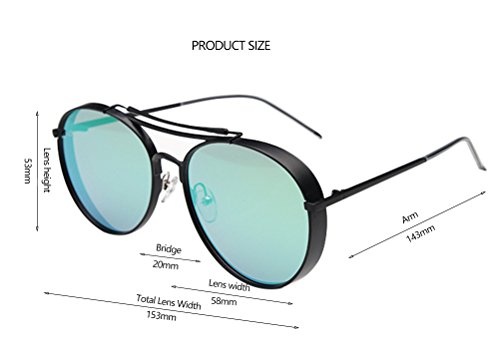 PRODUCT SIZE
Lens height
53mm
Bridge
20mm
Lens width
58mm
Total Lens Width
153mm
Arm
143mm